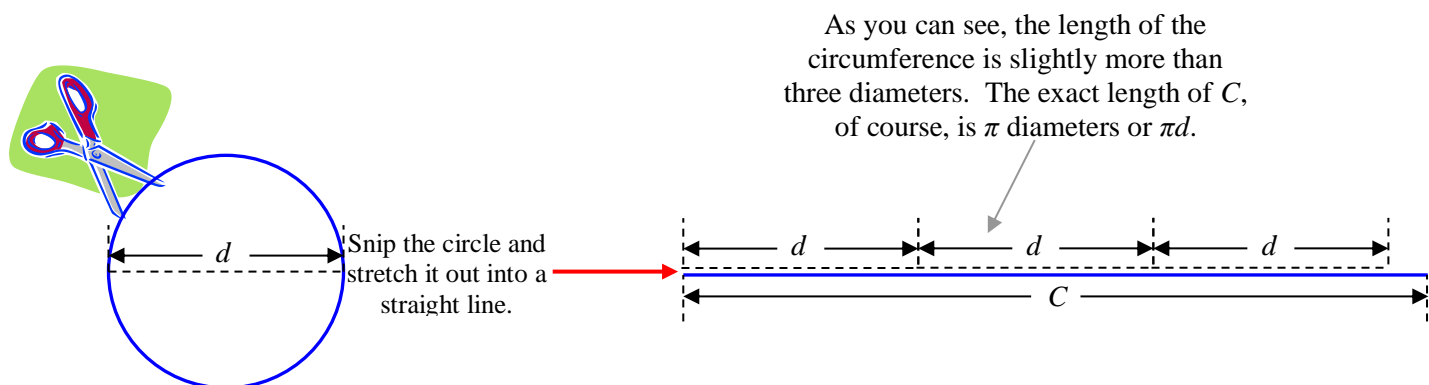 As you can see, the length of the
circumference is slightly more than
three diameters. The exact length of C,
of course, is π diameters or πd.
d
Snip the circle and
stretch it out into a
straight line.
d
d
d
C